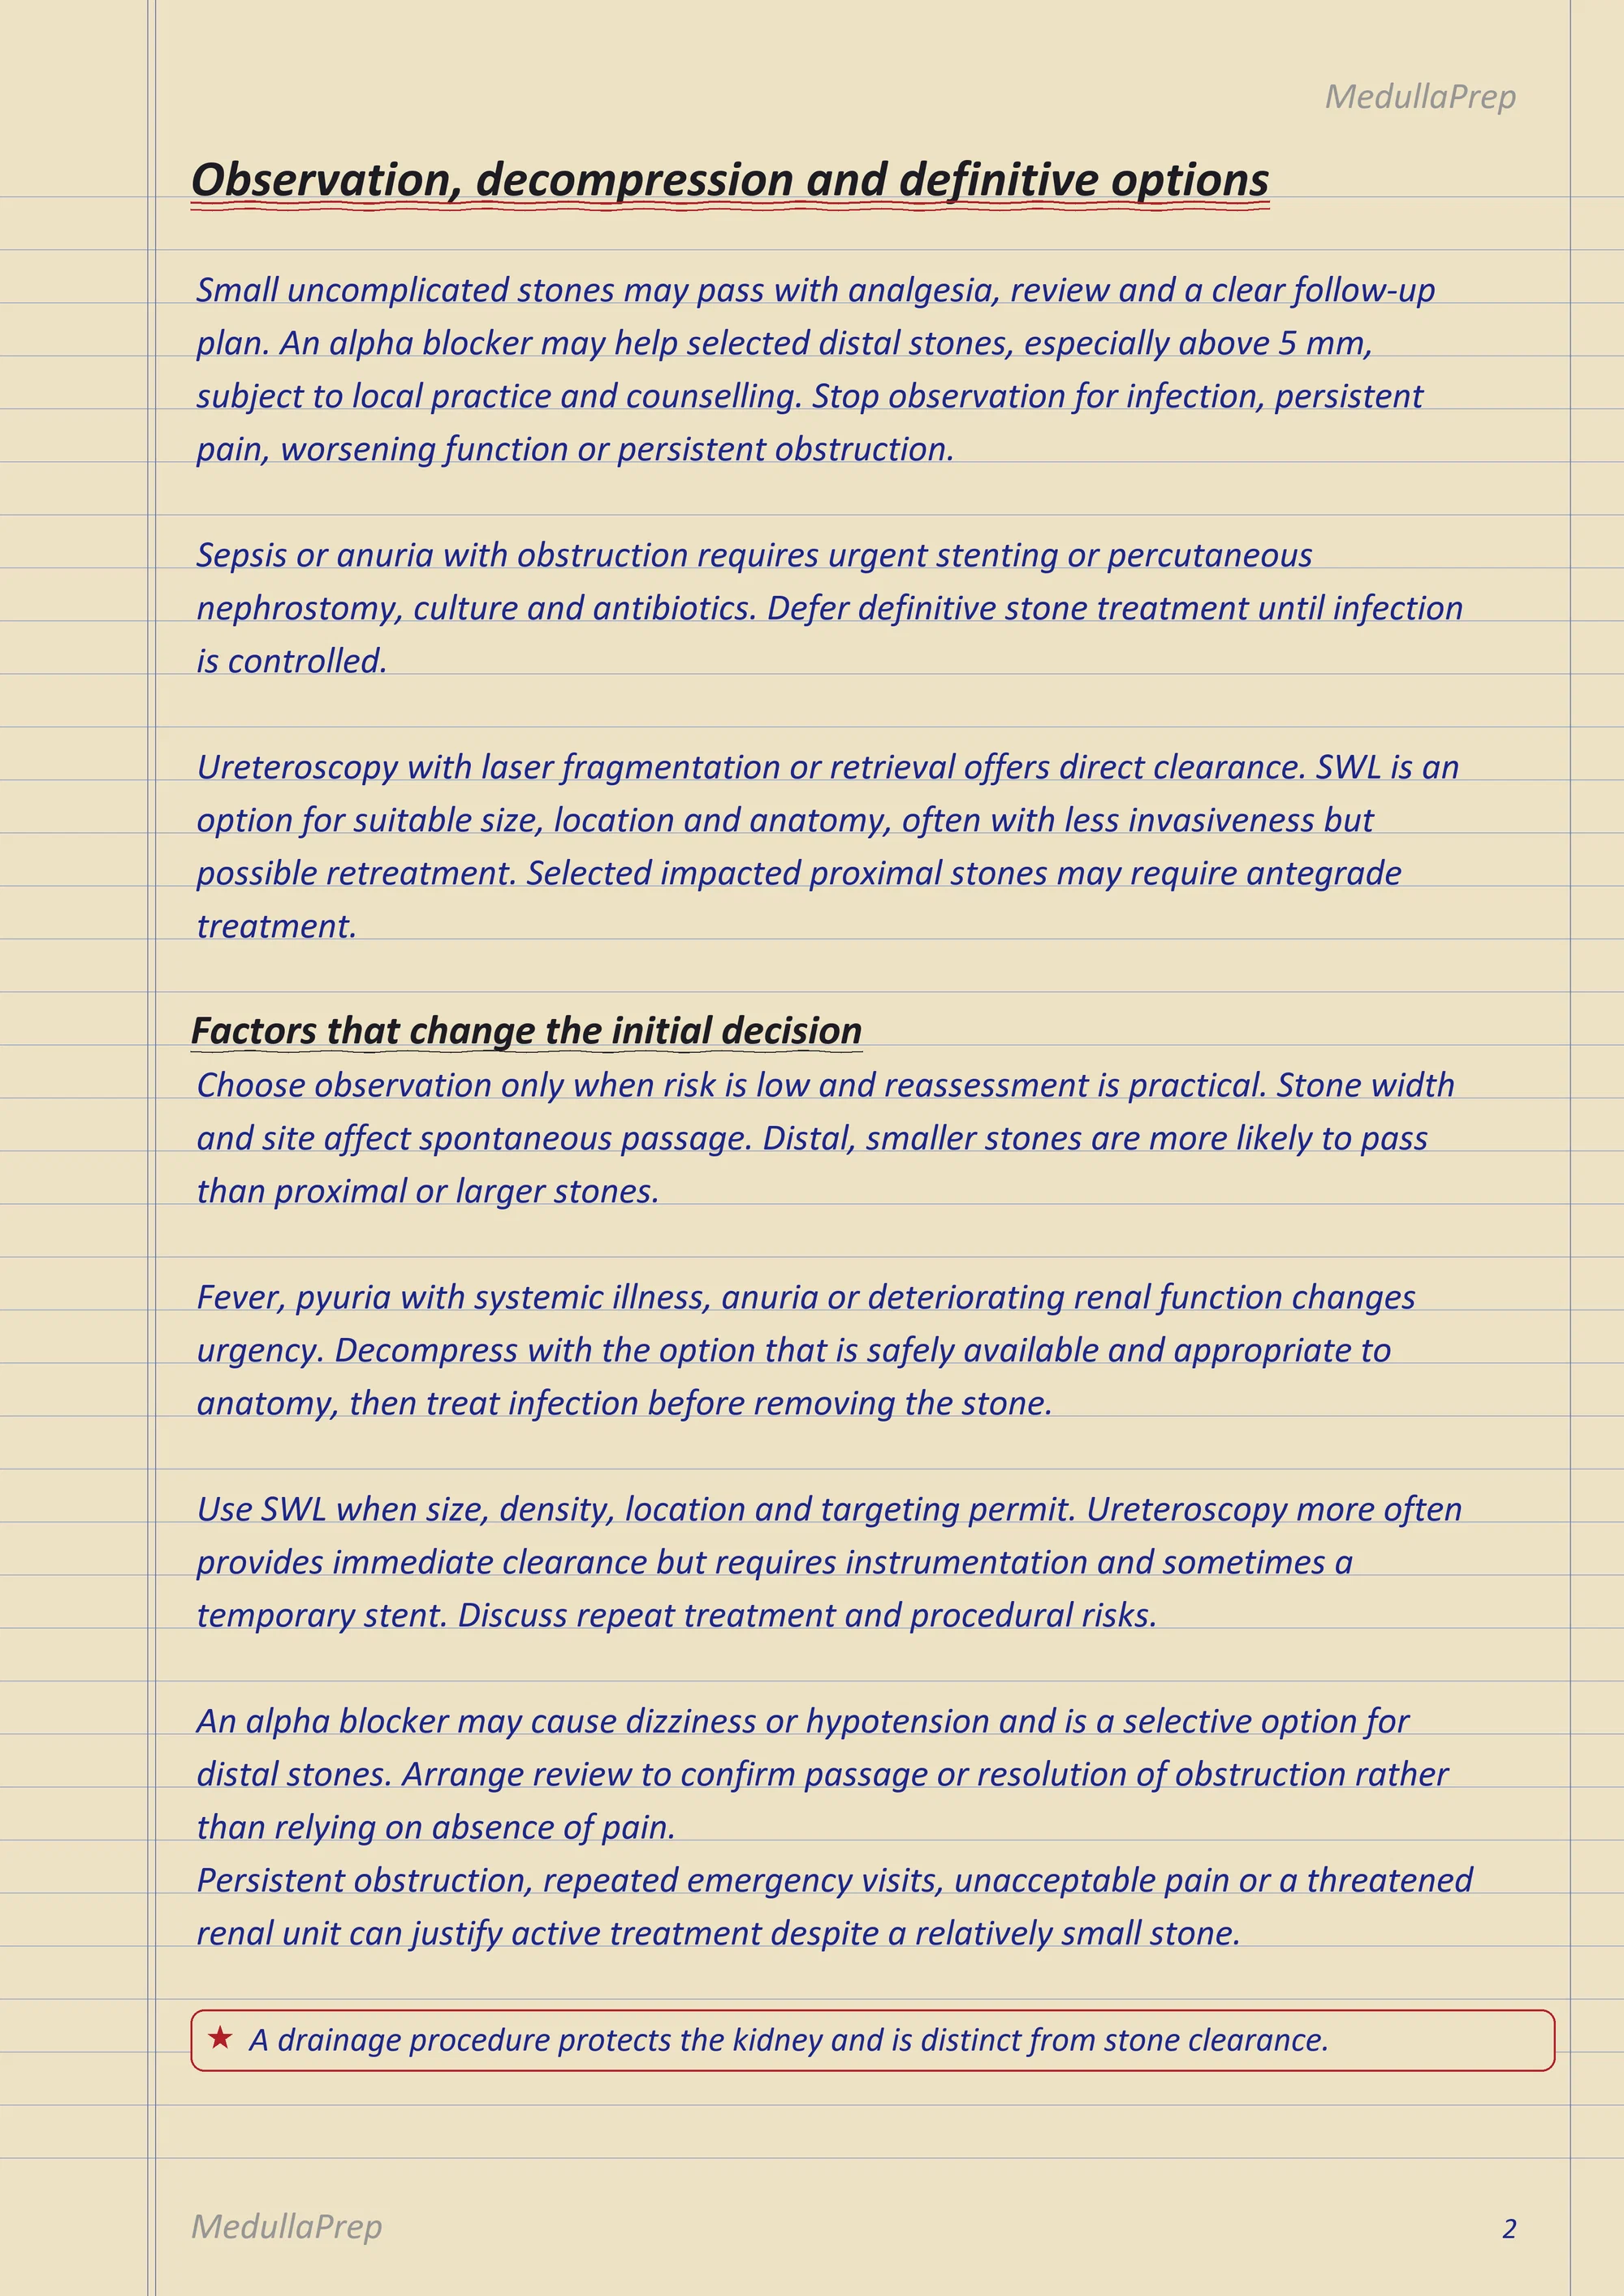 MedullaPrep
Observation, decompression and definitive options
Small uncomplicated stones may pass with analgesia, review and a clear follow-up
plan. An alpha blocker may help selected distal stones, especially above 5 mm,
subject to local practice and counselling. Stop observation for infection, persistent
pain, worsening function or persistent obstruction.
Sepsis or anuria with obstruction requires urgent stenting or percutaneous
nephrostomy, culture and antibiotics. Defer definitive stone treatment until infection
is controlled.
Ureteroscopy with laser fragmentation or retrieval offers direct clearance. SWL is an
option for suitable size, location and anatomy, often with less invasiveness but
possible retreatment. Selected impacted proximal stones may require antegrade
treatment.
Factors that change the initial decision
Choose observation only when risk is low and reassessment is practical. Stone width
and site affect spontaneous passage. Distal, smaller stones are more likely to pass
than proximal or larger stones.
Fever, pyuria with systemic illness, anuria or deteriorating renal function changes
urgency. Decompress with the option that is safely available and appropriate to
anatomy, then treat infection before removing the stone.
Use SWL when size, density, location and targeting permit. Ureteroscopy more often
provides immediate clearance but requires instrumentation and sometimes a
temporary stent. Discuss repeat treatment and procedural risks.
An alpha blocker may cause dizziness or hypotension and is a selective option for
distal stones. Arrange review to confirm passage or resolution of obstruction rather
than relying on absence of pain.
Persistent obstruction, repeated emergency visits, unacceptable pain or a threatened
renal unit can justify active treatment despite a relatively small stone.
★ A drainage procedure protects the kidney and is distinct from stone clearance.
MedullaPrep
2